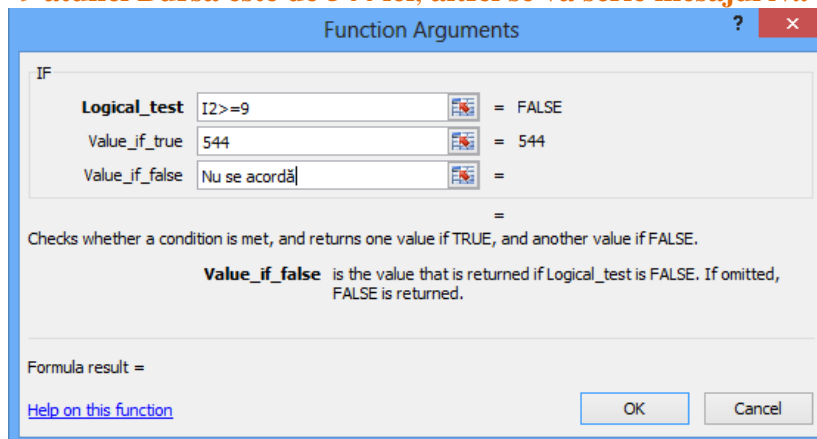 Function Arguments
?
×
IF
Logical_test I2>=9 = FALSE
Value_if_true 544 = 544
Value_if_false Nu se acordă =
=
Checks whether a condition is met, and returns one value if TRUE, and another value if FALSE.
Value_if_false is the value that is returned if Logical_test is FALSE. If omitted,
FALSE is returned.
Formula result =
Help on this function
OK
Cancel